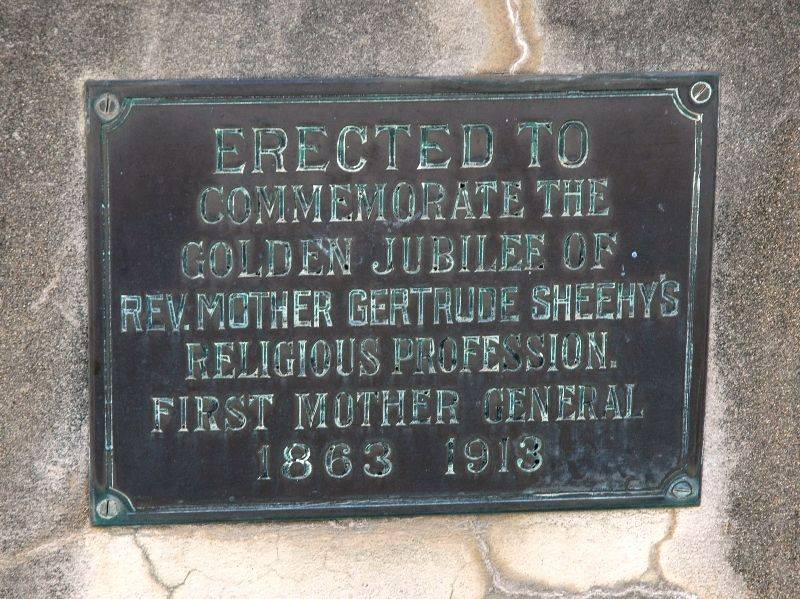 ERECTED TO
COMMEMORATE THE
GOLDEN JUBILEE OF
REV. MOTHER GERTRUDE SHEEHY'S
RELIGIOUS PROFESSION.
FIRST MOTHER GENERAL
1863 1913